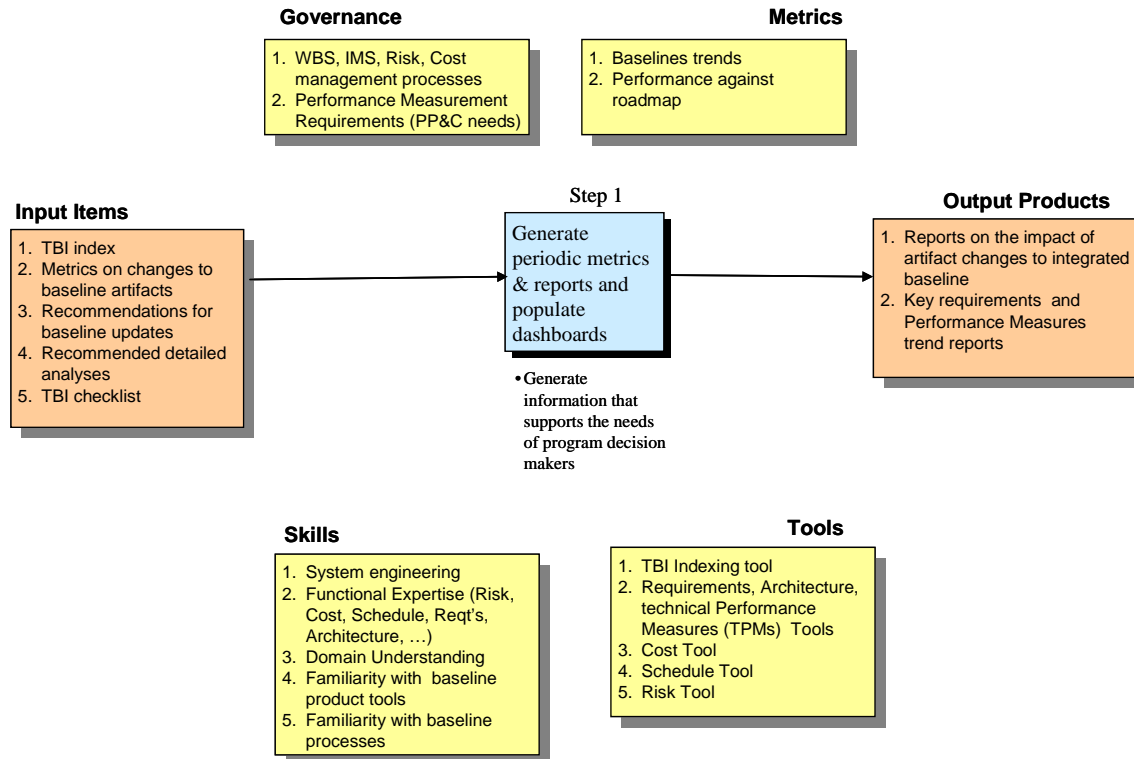 Governance
1. WBS, IMS, Risk, Cost
management processes
2. Performance Measurement
Requirements (PP&C needs)
Metrics
1. Baselines trends
2. Performance against
roadmap
Input Items
1. TBI index
2. Metrics on changes to
baseline artifacts
3. Recommendations for
baseline updates
4. Recommended detailed
analyses
5. TBI checklist
Step 1
Generate
periodic metrics
& reports and
populate
dashboards
• Generate
information that
supports the needs
of program decision
makers
Output Products
1. Reports on the impact of
artifact changes to integrated
baseline
2. Key requirements and
Performance Measures
trend reports
Skills
1. System engineering
2. Functional Expertise (Risk,
Cost, Schedule, Reqt's,
Architecture, …)
3. Domain Understanding
4. Familiarity with baseline
product tools
5. Familiarity with baseline
processes
Tools
1. TBI Indexing tool
2. Requirements, Architecture,
technical Performance
Measures (TPMs) Tools
3. Cost Tool
4. Schedule Tool
5. Risk Tool